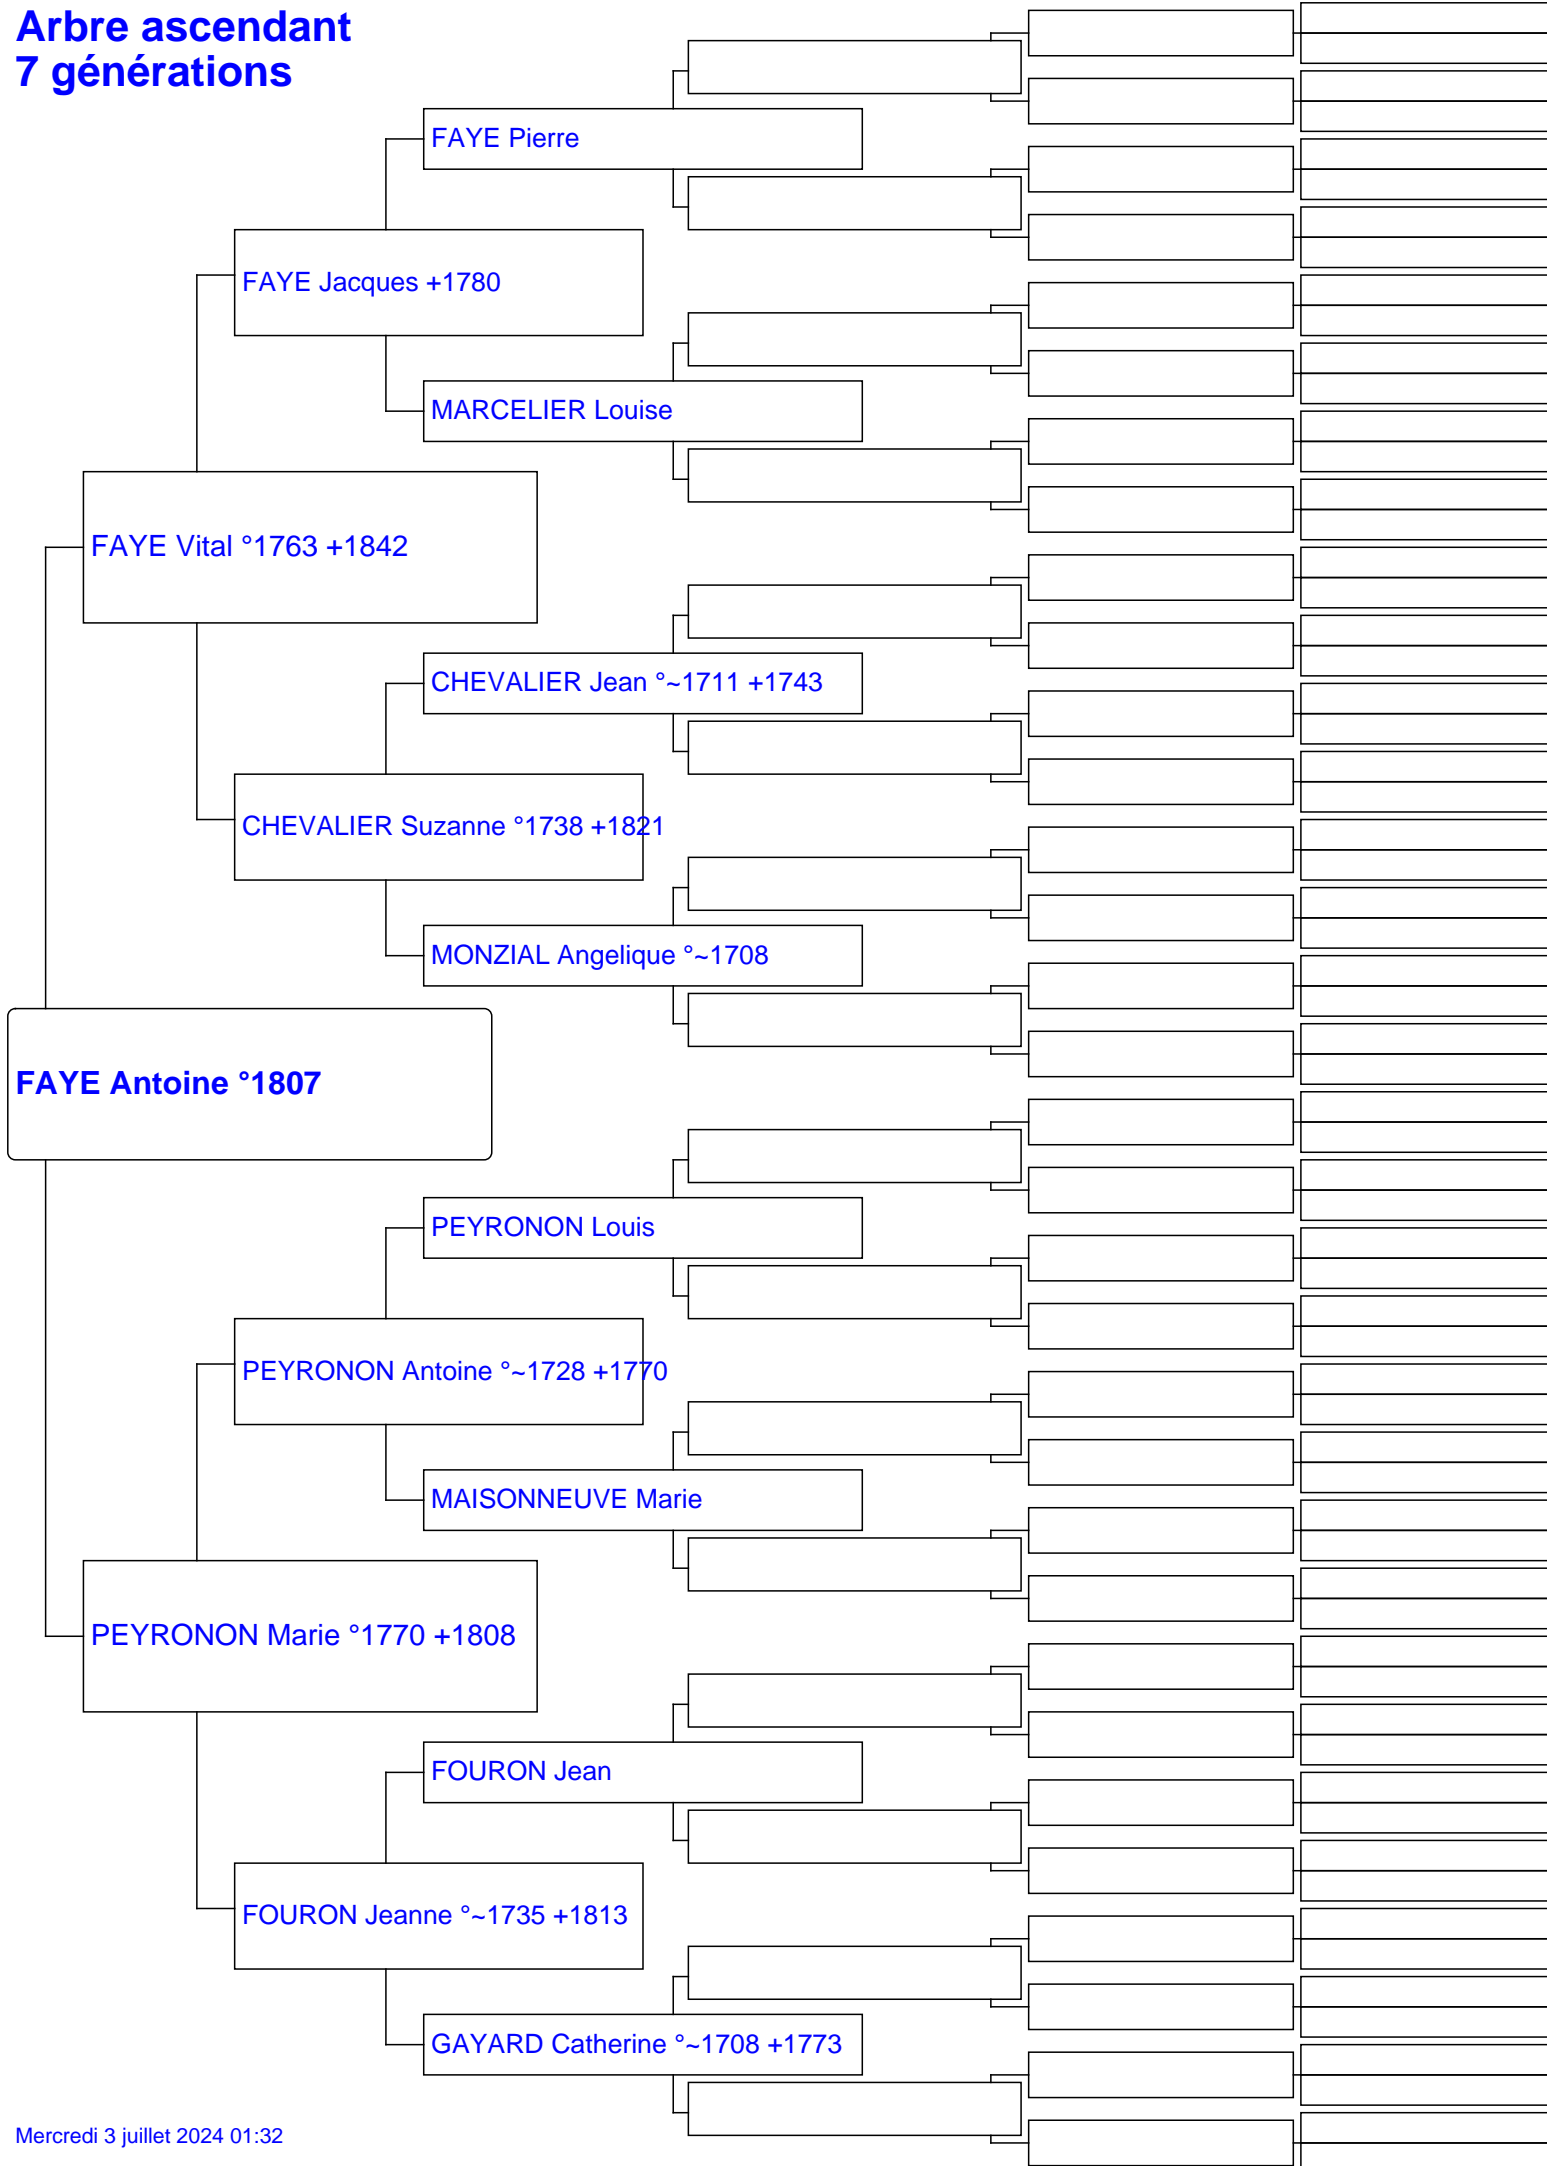 Arbre ascendant
7 générations
FAYE Pierre
FAYE Jacques +1780
MARCELIER Louise
FAYE Vital °1763 +1842
CHEVALIER Jean °~1711 +1743
CHEVALIER Suzanne °1738 +1821
MONZIAL Angelique °~1708
FAYE Antoine °1807
PEYRONON Louis
PEYRONON Antoine °~1728 +1770
MAISONNEUVE Marie
PEYRONON Marie °1770 +1808
FOURON Jean
FOURON Jeanne °~1735 +1813
GAYARD Catherine °~1708 +1773
Mercredi 3 juillet 2024 01:32